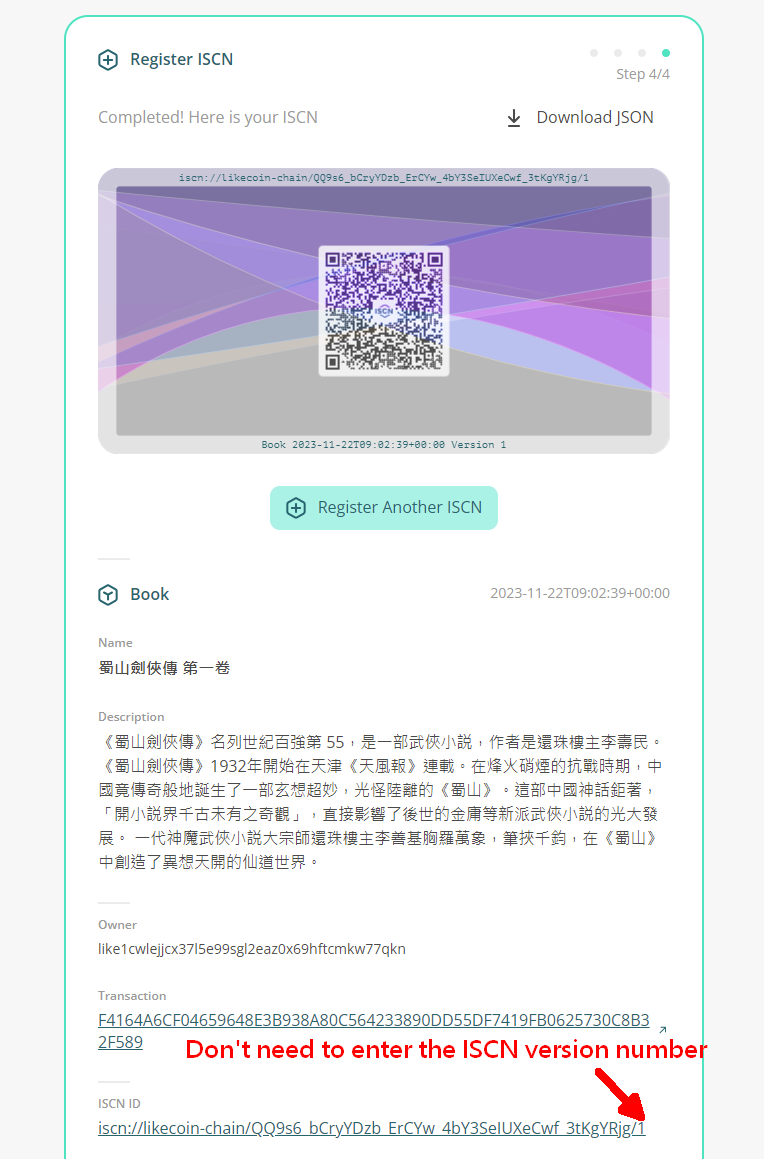 Register ISCN
Step 4/4
Completed! Here is your ISCN
Download JSON
iscn://likecoin-chain/QQ9s6_bCryYDzb_ErCYw_4bY3SeIUXeCwf_3tKgYRjg/1
ISCN
Book 2023-11-22T09:02:39+00:00 Version 1
Register Another ISCN
Book
2023-11-22T09:02:39+00:00
Name
蜀山劍俠傳 第一卷
Description
《蜀山劍俠傳》名列世紀百強第 55，是一部武俠小説，作者是還珠樓主李壽民。
《蜀山劍俠傳》1932年開始在天津《天風報》連載。在烽火硝煙的抗戰時期，中
國竟傳奇般地誕生了一部玄想超妙，光怪陸離的《蜀山》。這部中國神話鉅著，
「開小説界千古未有之奇觀」，直接影響了後世的金庸等新派武俠小説的光大發
展。 一代神魔武俠小説大宗師還珠樓主李善基胸羅萬象，筆挾千鈞，在《蜀山》
中創造了異想天開的仙道世界。
Owner
like1cwlejjcx37l5e99sgl2eaz0x69hftcmkw77qkn
Transaction
F4164A6CF04659648E3B938A80C564233890DD55DF7419FB0625730C8B3
2F589
Don't need to enter the ISCN version number
ISCN ID
iscn://likecoin-chain/QQ9s6_bCryYDzb_ErCYw_4bY3SeIUXeCwf_3tKgYRjg/1